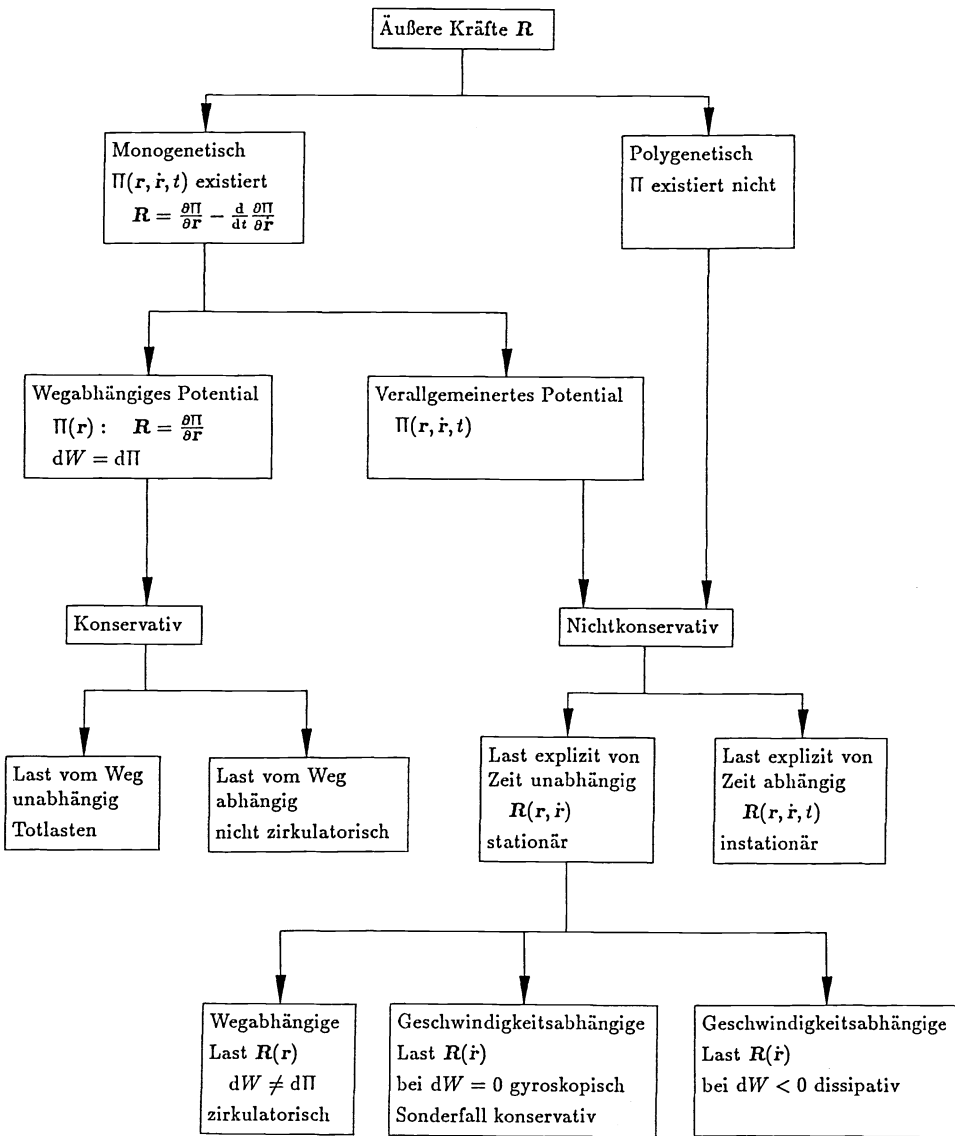 Äußere Kräfte R
Monogenetisch
Π(r, ṙ, t) existiert
R = ∂Π/∂r − d/dt ∂Π/∂ṙ
Polygenetisch
Π existiert nicht
Wegabhängiges Potential
Π(r) : R = ∂Π/∂r
dW = dΠ
Verallgemeinertes Potential
Π(r, ṙ, t)
Konservativ
Nichtkonservativ
Last vom Weg
unabhängig
Totlasten
Last vom Weg
abhängig
nicht zirkulatorisch
Last explizit von
Zeit unabhängig
R(r, ṙ)
stationär
Last explizit von
Zeit abhängig
R(r, ṙ, t)
instationär
Wegabhängige
Last R(r)
dW ≠ dΠ
zirkulatorisch
Geschwindigkeitsabhängige
Last R(ṙ)
bei dW = 0 gyroskopisch
Sonderfall konservativ
Geschwindigkeitsabhängige
Last R(ṙ)
bei dW < 0 dissipativ